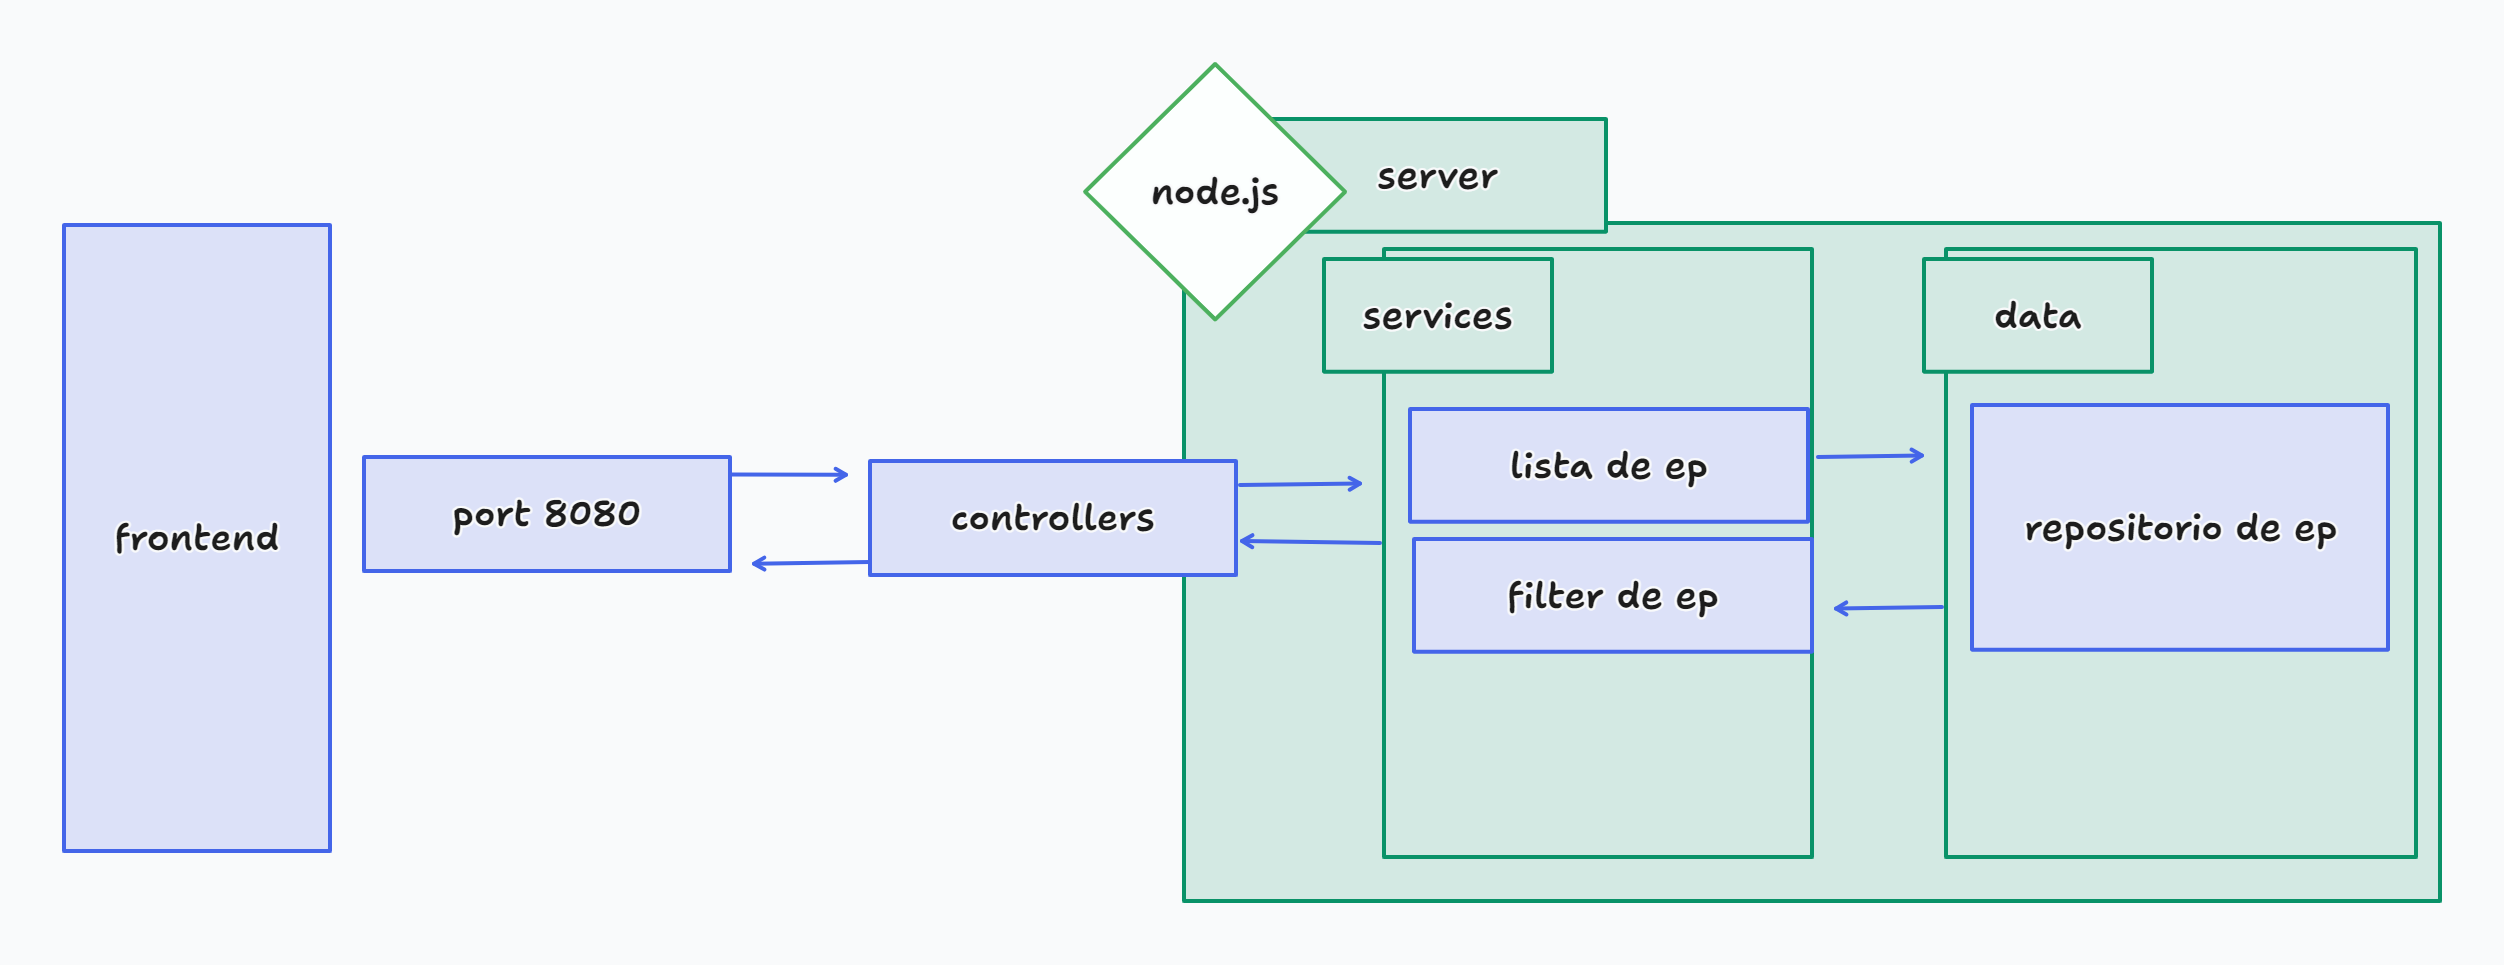 node.js
server
services
data
frontend
port 8080
controllers
lista de ep
filter de ep
repositorio de ep